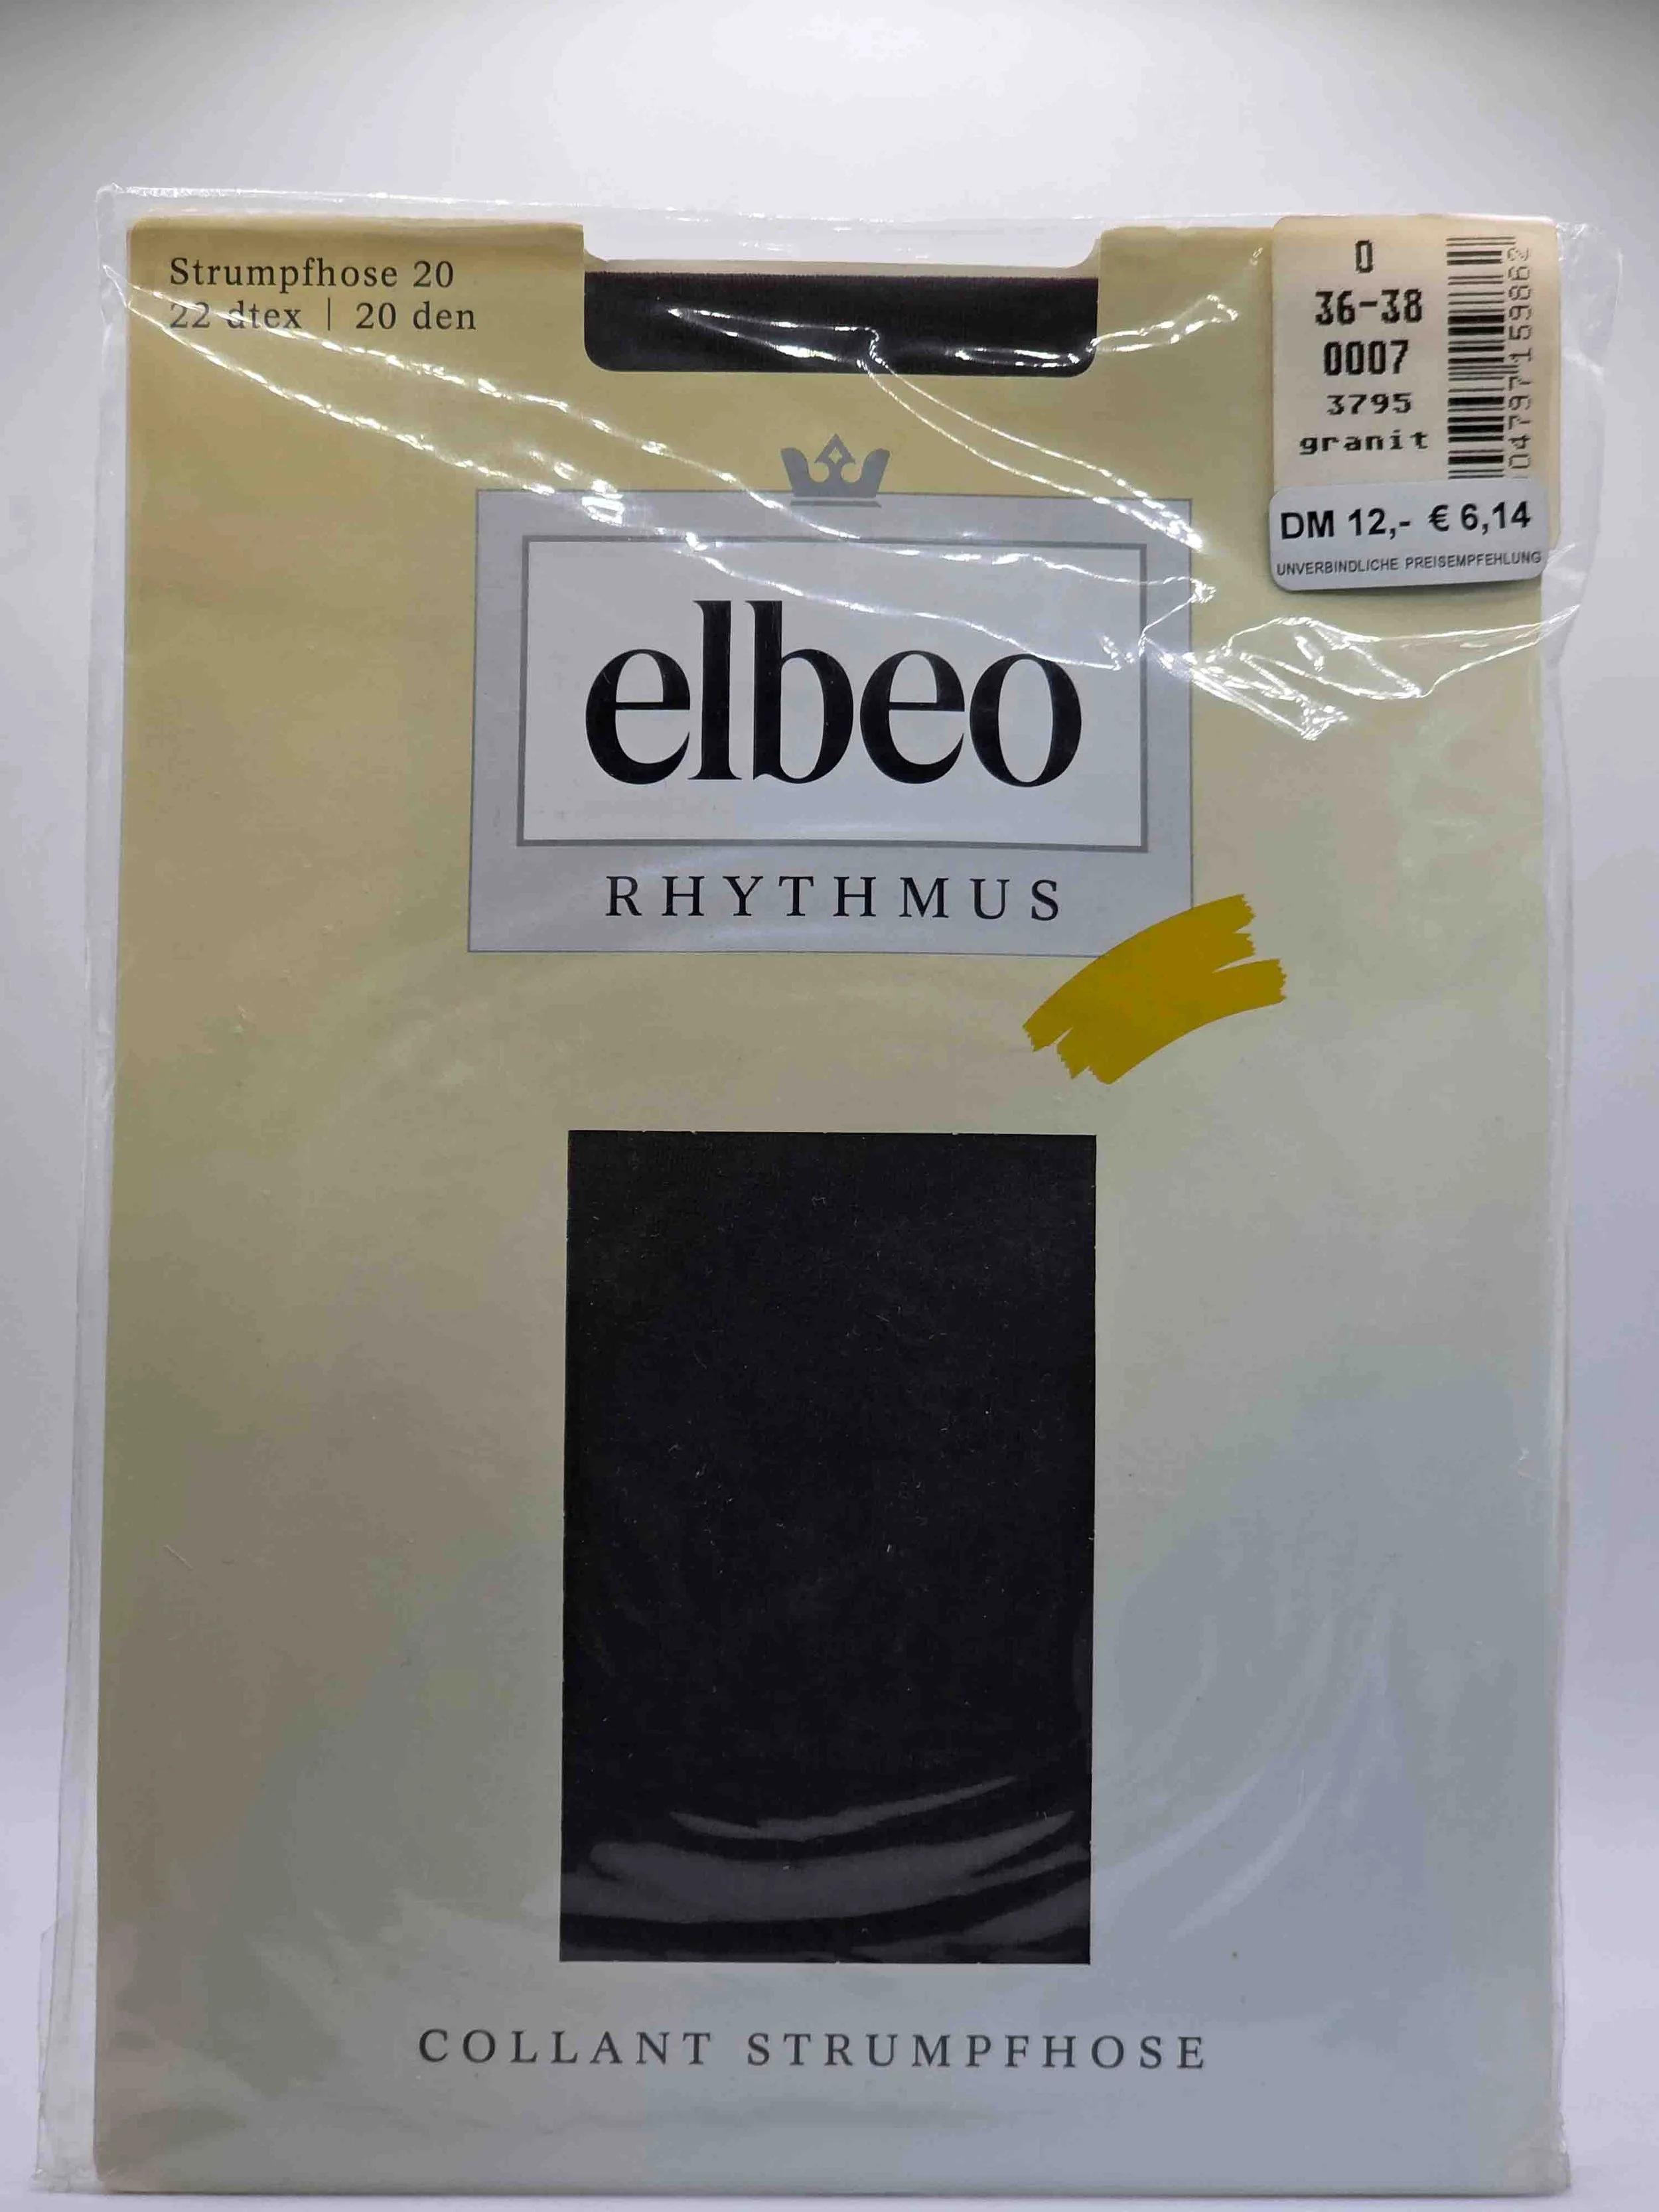 Strumpfhose 20
22 dtex | 20 den
0
36-38
0007
3795
granit
047971598629
DM 12,- € 6,14
UNVERBINDLICHE PREISEMPFEHLUNG
elbeo
RHYTHMUS
COLLANT STRUMPFHOSE